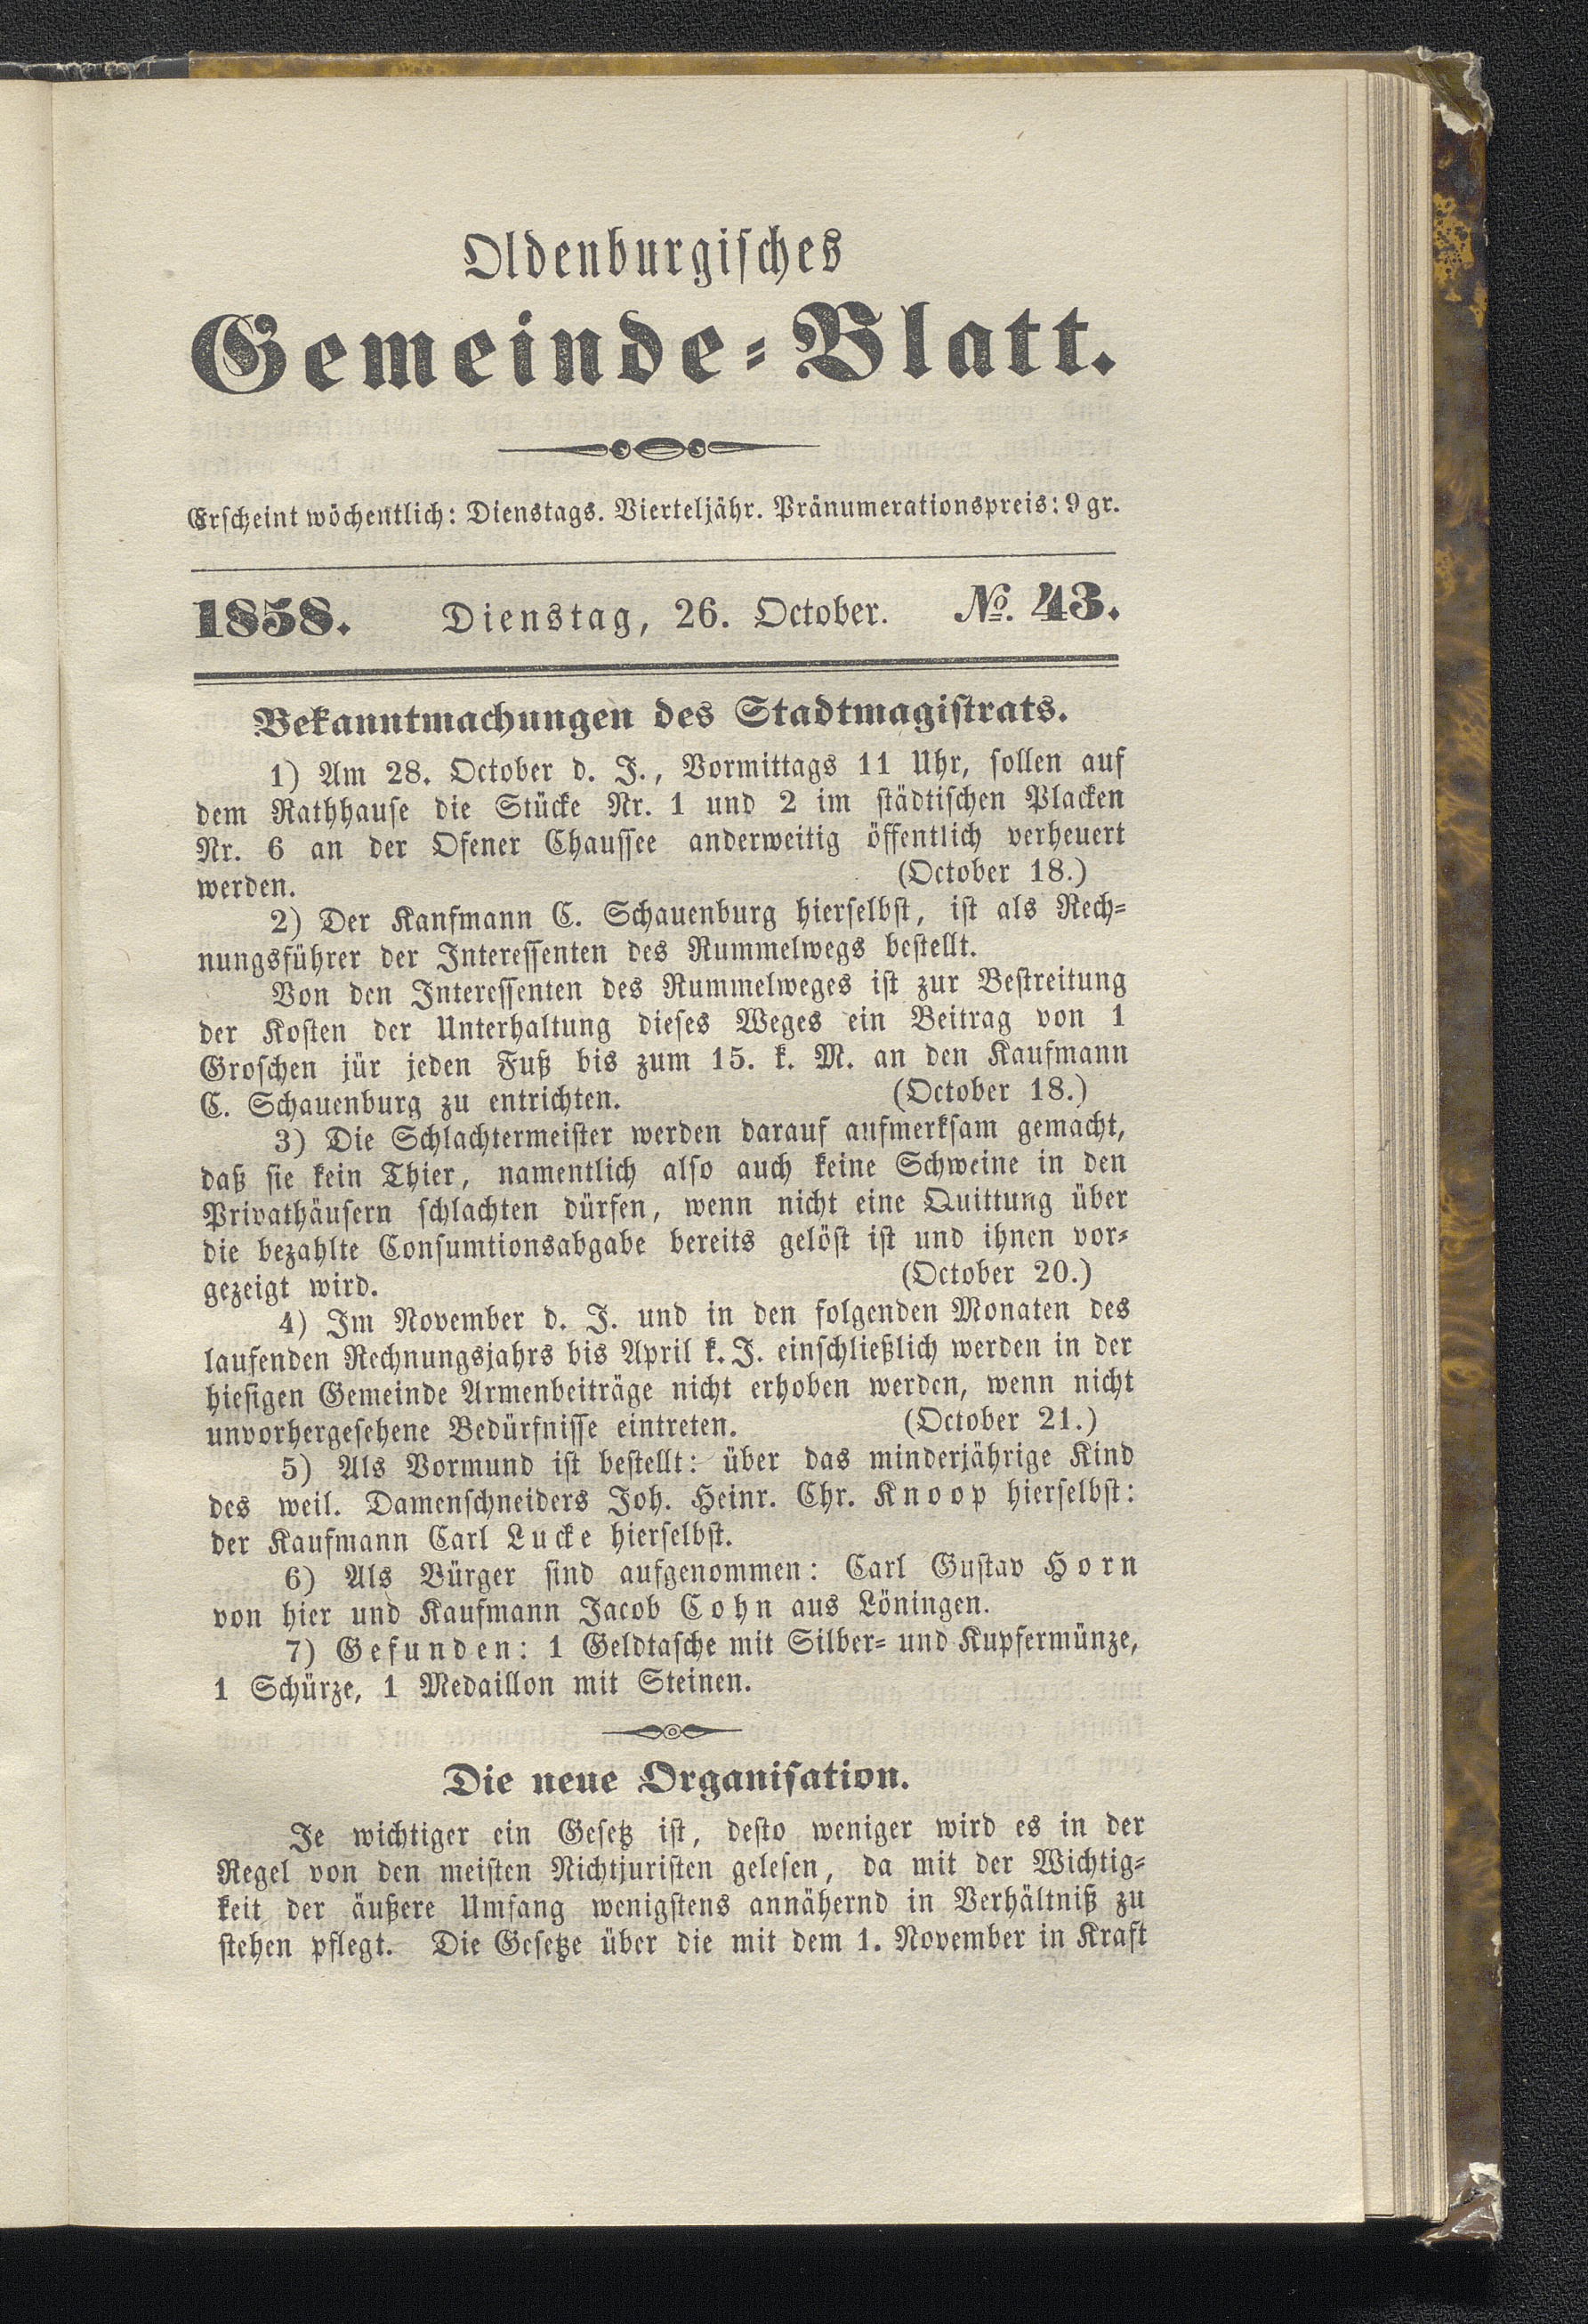 Oldenburgisches
Gemeinde-Blatt.
Erscheint wöchentlich: Dienstags. Vierteljähr. Pränumerationspreis: 9 gr.
1858. Dienstag, 26. October. №. 43.
Bekanntmachungen des Stadtmagistrats.
1) Am 28. October d. J., Vormittags 11 Uhr, sollen auf
dem Rathhause die Stücke Nr. 1 und 2 im städtischen Placken
Nr. 6 an der Ofener Chaussee anderweitig öffentlich verheuert
werden. (October 18.)
2) Der Kanfmann C. Schauenburg hierselbst, ist als Rech-
nungsführer der Interessenten des Rummelwegs bestellt.
Von den Interessenten des Rummelweges ist zur Bestreitung
der Kosten der Unterhaltung dieses Weges ein Beitrag von 1
Groschen jür jeden Fuß bis zum 15. k. M. an den Kaufmann
C. Schauenburg zu entrichten. (October 18.)
3) Die Schlachtermeister werden darauf aufmerksam gemacht,
daß sie kein Thier, namentlich also auch keine Schweine in den
Privathäusern schlachten dürfen, wenn nicht eine Quittung über
die bezahlte Consumtionsabgabe bereits gelöst ist und ihnen vor-
gezeigt wird. (October 20.)
4) Im November d. J. und in den folgenden Monaten des
laufenden Rechnungsjahrs bis April k. J. einschließlich werden in der
hiesigen Gemeinde Armenbeiträge nicht erhoben werden, wenn nicht
unvorhergesehene Bedürfnisse eintreten. (October 21.)
5) Als Vormund ist bestellt: über das minderjährige Kind
des weil. Damenschneiders Joh. Heinr. Chr. Knoop hierselbst:
der Kaufmann Carl Lucke hierselbst.
6) Als Bürger sind aufgenommen: Carl Gustav Horn
von hier und Kaufmann Jacob Cohn aus Löningen.
7) Gefunden: 1 Geldtasche mit Silber- und Kupfermünze,
1 Schürze, 1 Medaillon mit Steinen.
Die neue Organisation.
Je wichtiger ein Gesetz ist, desto weniger wird es in der
Regel von den meisten Nichtjuristen gelesen, da mit der Wichtig-
keit der äußere Umfang wenigstens annähernd in Verhältniß zu
stehen pflegt. Die Gesetze über die mit dem 1. November in Kraft